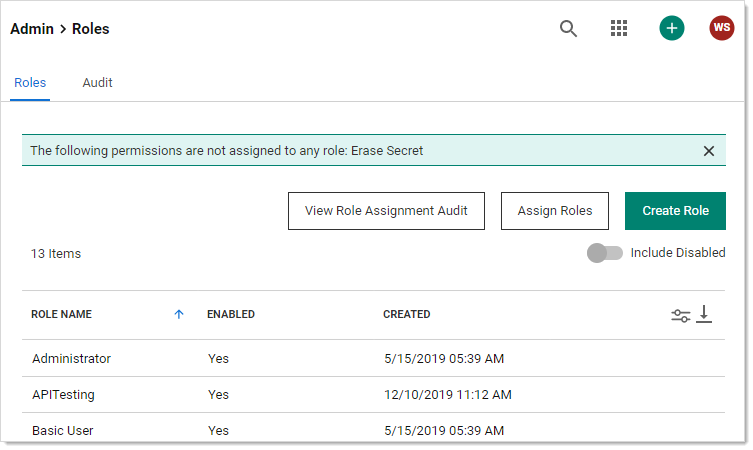 Admin > Roles
WS
Roles Audit
The following permissions are not assigned to any role: Erase Secret
View Role Assignment Audit Assign Roles Create Role
13 Items Include Disabled
ROLE NAME ENABLED CREATED
Administrator Yes 5/15/2019 05:39 AM
APITesting Yes 12/10/2019 11:12 AM
Basic User Yes 5/15/2019 05:39 AM